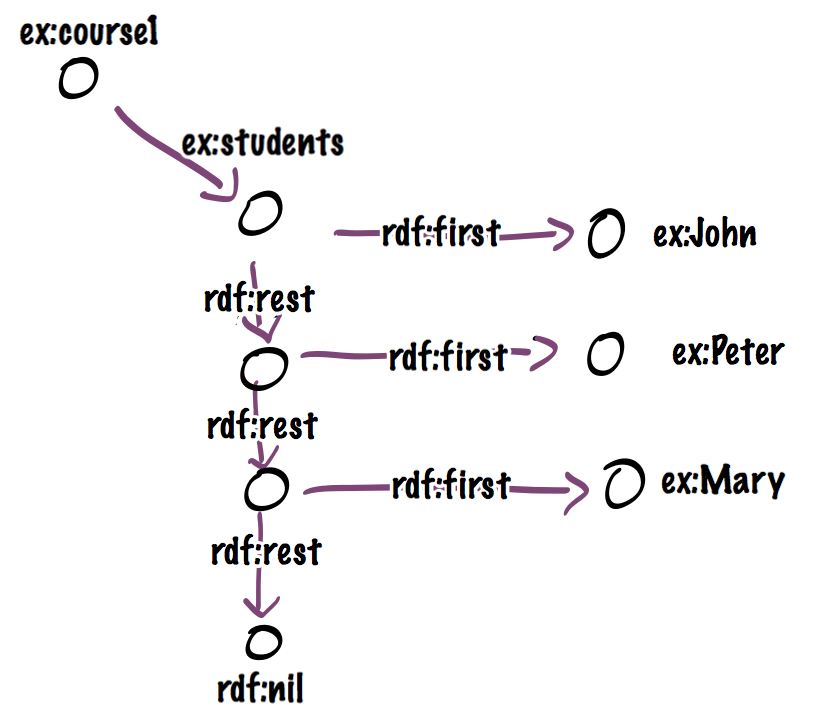 ex:course1
ex:students
rdf:first
ex:John
rdf:rest
rdf:first
ex:Peter
rdf:rest
rdf:first
ex:Mary
rdf:rest
rdf:nil